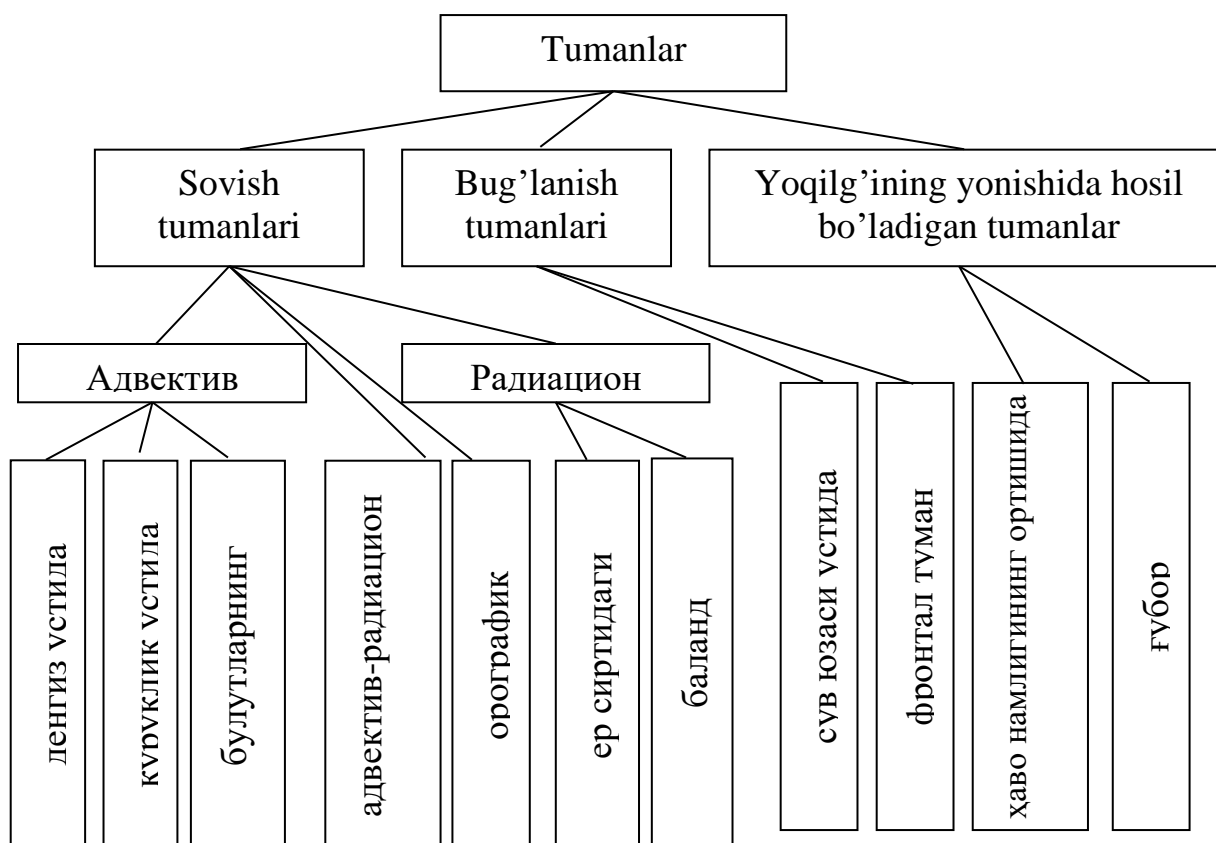 Tumanlar
Sovish
tumanlari
Bug’lanish
tumanlari
Yoqilg’ining yonishida hosil
bo’ladigan tumanlar
Адвектив
Радиацион
денгиз устида
қуруқлик устида
булутларнинг
адвектив-радиацион
орографик
ер сиртидаги
баланд
сув юзаси устида
фронтал туман
ҳаво намлигининг ортишида
ғубор